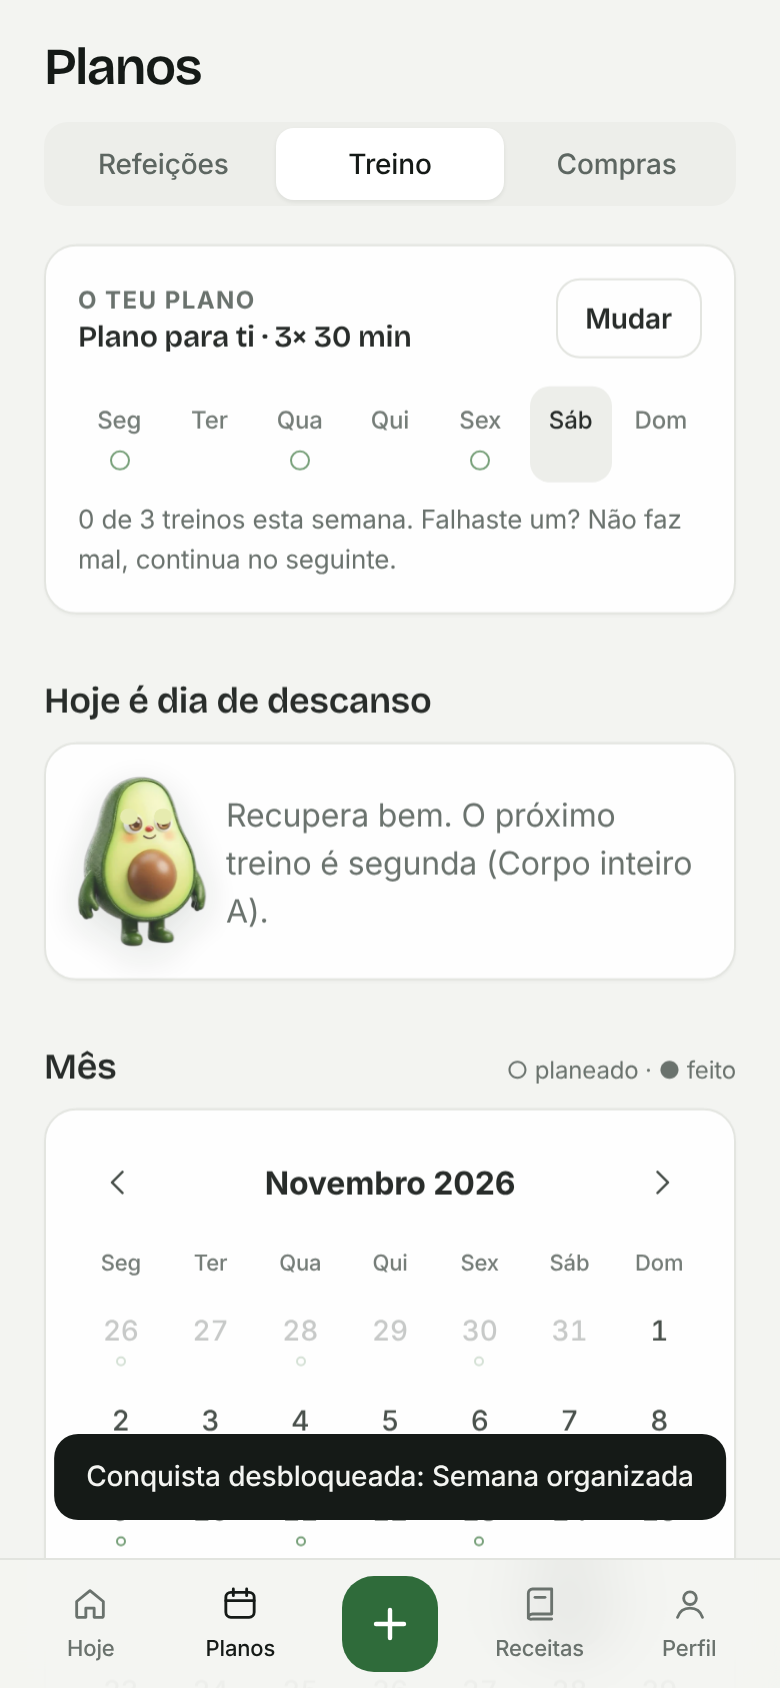 Planos
Refeições Treino Compras
O TEU PLANO
Plano para ti · 3× 30 min
Mudar
Seg Ter Qua Qui Sex Sáb Dom
0 de 3 treinos esta semana. Falhaste um? Não faz
mal, continua no seguinte.
Hoje é dia de descanso
Recupera bem. O próximo
treino é segunda (Corpo inteiro
A).
Mês
planeado · feito
Novembro 2026
Seg Ter Qua Qui Sex Sáb Dom
26 27 28 29 30 31 1
2 3 4 5 6 7 8
Conquista desbloqueada: Semana organizada
Hoje Planos Receitas Perfil